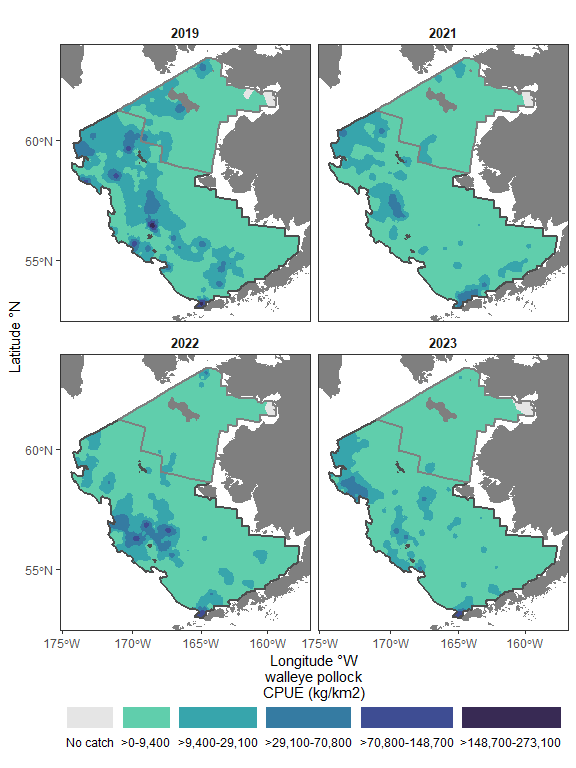 2019
2021
60°N
55°N
Latitude °N
2022
2023
60°N
55°N
175°W
170°W
165°W
160°W
175°W
170°W
165°W
160°W
Longitude °W
walleye pollock
CPUE (kg/km2)
No catch
>0-9,400
>9,400-29,100
>29,100-70,800
>70,800-148,700
>148,700-273,100